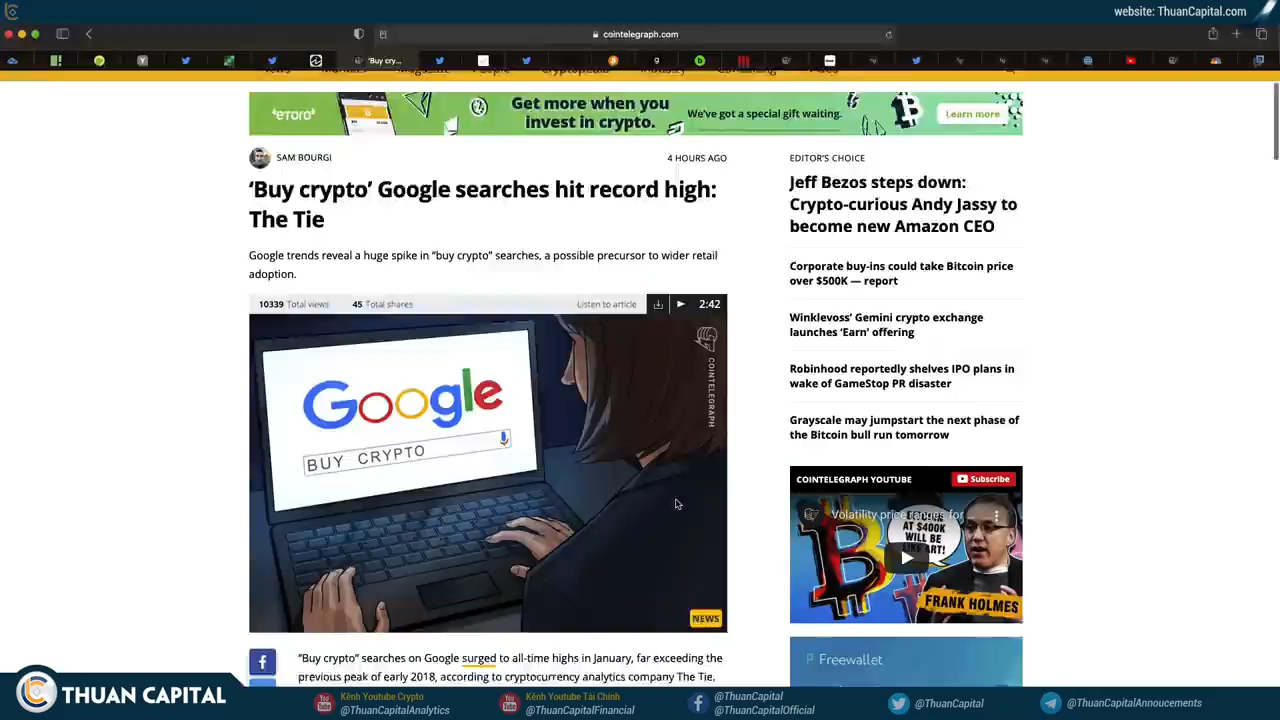 website: ThuanCapital.com
cointelegraph.com
'Buy cry...
eTORO
Get more when you
invest in crypto.
We've got a special gift waiting.
Learn more
SAM BOURGI
4 HOURS AGO
'Buy crypto' Google searches hit record high:
The Tie
Google trends reveal a huge spike in "buy crypto" searches, a possible precursor to wider retail
adoption.
10339 Total views
45 Total shares
Listen to article
2:42
COINTELEGRAPH
Google
BUY CRYPTO
NEWS
"Buy crypto" searches on Google surged to all-time highs in January, far exceeding the
previous peak of early 2018, according to cryptocurrency analytics company The Tie.
EDITOR'S CHOICE
Jeff Bezos steps down:
Crypto-curious Andy Jassy to
become new Amazon CEO
Corporate buy-ins could take Bitcoin price
over $500K — report
Winklevoss' Gemini crypto exchange
launches 'Earn' offering
Robinhood reportedly shelves IPO plans in
wake of GameStop PR disaster
Grayscale may jumpstart the next phase of
the Bitcoin bull run tomorrow
COINTELEGRAPH YOUTUBE
Subscribe
Volatility price ranges for ...
AT $400K
WILL BE
ART!
FRANK HOLMES
Freewallet
THUAN CAPITAL
Kênh Youtube Crypto
@ThuanCapitalAnalytics
Kênh Youtube Tài Chính
@ThuanCapitalFinancial
@ThuanCapital
@ThuanCapitalOfficial
@ThuanCapital
@ThuanCapitalAnnoucements